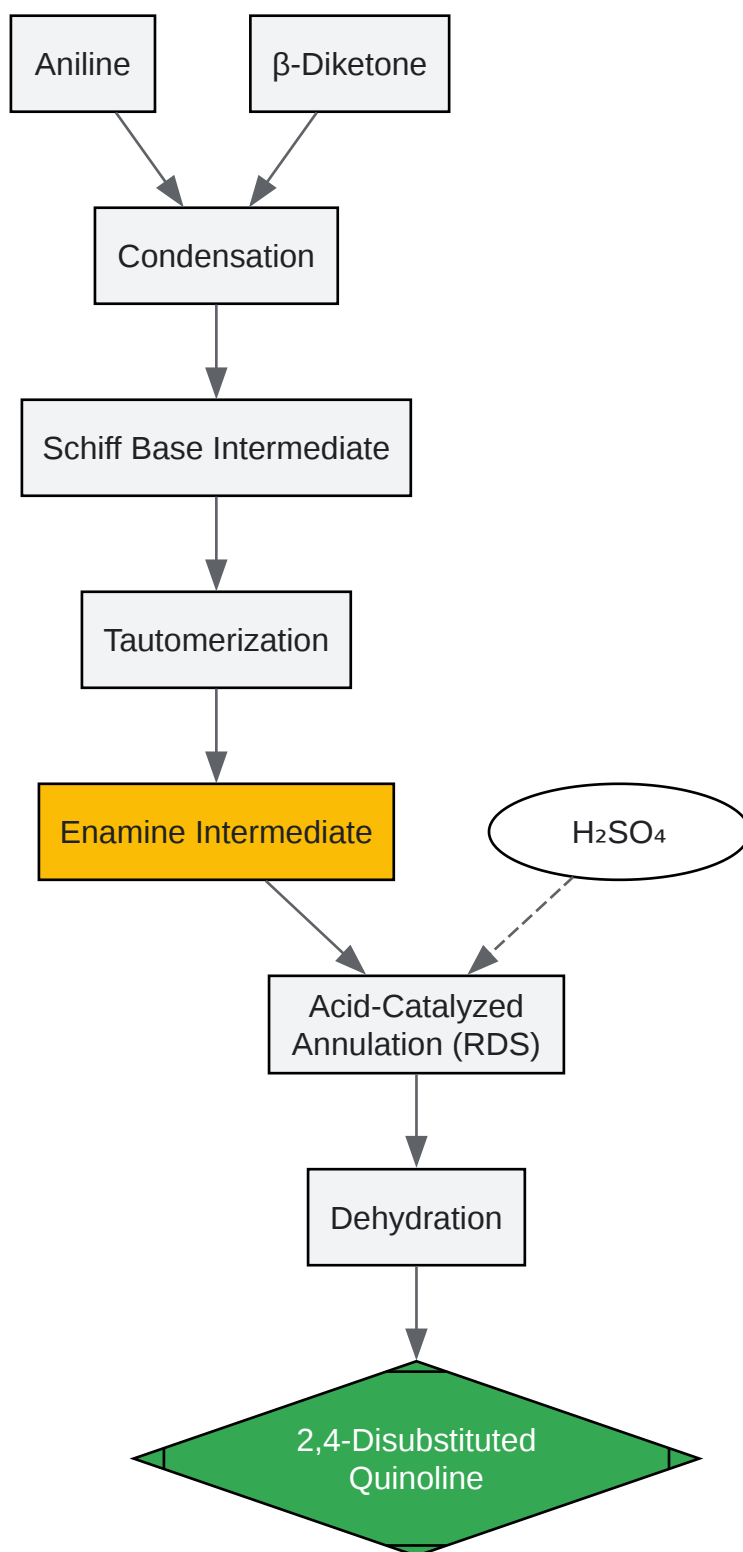 Aniline
β-Diketone
Condensation
Schiff Base Intermediate
Tautomerization
Enamine Intermediate
H₂SO₄
Acid-Catalyzed
Annulation (RDS)
Dehydration
2,4-Disubstituted
Quinoline